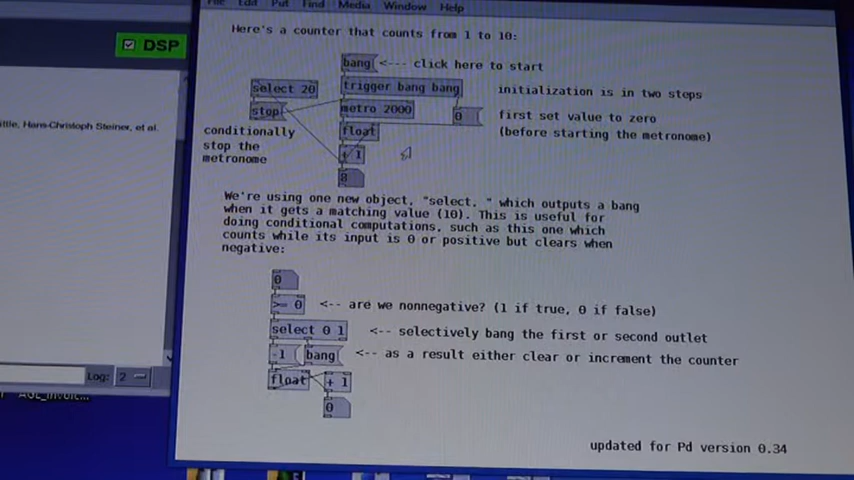 File Edit Put Find Media Window Help
DSP
Here's a counter that counts from 1 to 10:
bang <--- click here to start
select 20
trigger bang bang
initialization is in two steps
stop
metro 2000
0
first set value to zero
(before starting the metronome)
conditionally
stop the
metronome
float
+ 1
8
Hans-Christoph Steiner, et al.
We're using one new object, "select, " which outputs a bang
when it gets a matching value (10). This is useful for
doing conditional computations, such as this one which
counts while its input is 0 or positive but clears when
negative:
0
>= 0 <-- are we nonnegative? (1 if true, 0 if false)
select 0 1 <-- selectively bang the first or second outlet
-1 bang <-- as a result either clear or increment the counter
float + 1
0
Log: 2
updated for Pd version 0.34